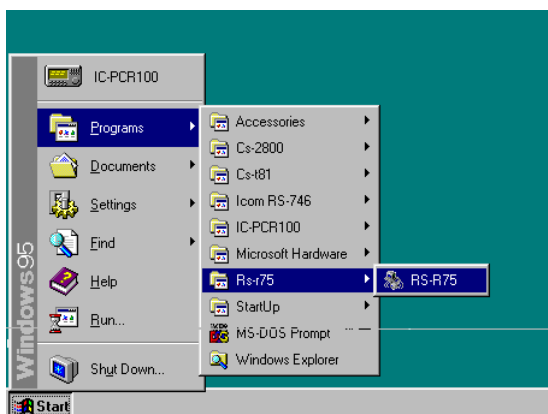 IC-PCR100
Programs
Documents
Settings
Find
Help
Run...
Shut Down...
Windows95
Accessories
Cs-2800
Cs-t81
Icom RS-746
IC-PCR100
Microsoft Hardware
Rs-r75
StartUp
MS-DOS Prompt
Windows Explorer
RS-R75
Start